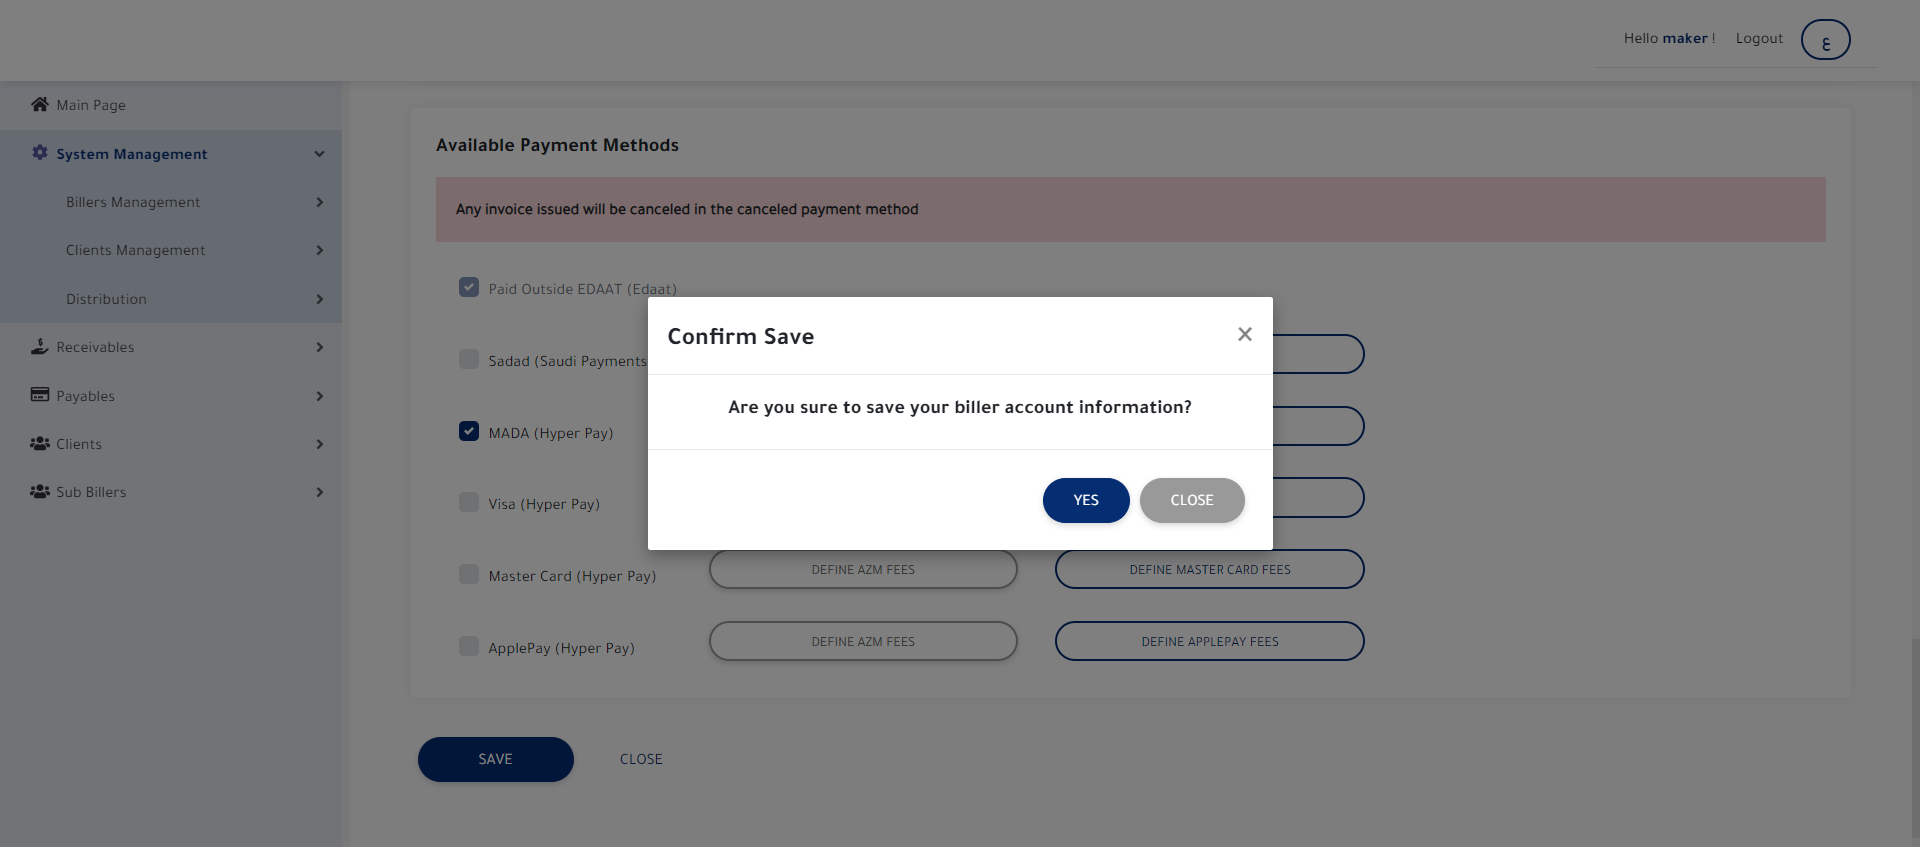 Hello maker !
Logout
ع
Main Page
System Management
Billers Management
Clients Management
Distribution
Receivables
Payables
Clients
Sub Billers
Available Payment Methods
Any invoice issued will be canceled in the canceled payment method
Paid Outside EDAAT (Edaat)
Sadad (Saudi Payments
MADA (Hyper Pay)
Visa (Hyper Pay)
Master Card (Hyper Pay)
DEFINE AZM FEES
DEFINE MASTER CARD FEES
ApplePay (Hyper Pay)
DEFINE AZM FEES
DEFINE APPLEPAY FEES
SAVE
CLOSE
Confirm Save
×
Are you sure to save your biller account information?
YES
CLOSE